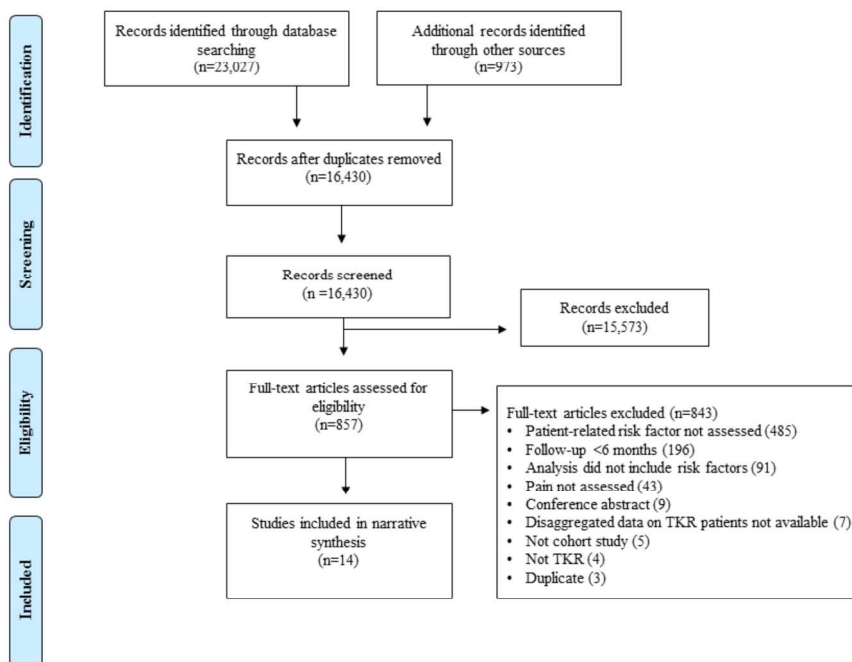 Identification
Records identified through database
searching
(n=23,027)
Additional records identified
through other sources
(n=973)
Records after duplicates removed
(n=16,430)
Screening
Records screened
(n =16,430)
Records excluded
(n=15,573)
Eligibility
Full-text articles assessed for
eligibility
(n=857)
Full-text articles excluded (n=843)
• Patient-related risk factor not assessed (485)
• Follow-up <6 months (196)
• Analysis did not include risk factors (91)
• Pain not assessed (43)
• Conference abstract (9)
• Disaggregated data on TKR patients not available (7)
• Not cohort study (5)
• Not TKR (4)
• Duplicate (3)
Included
Studies included in narrative
synthesis
(n=14)